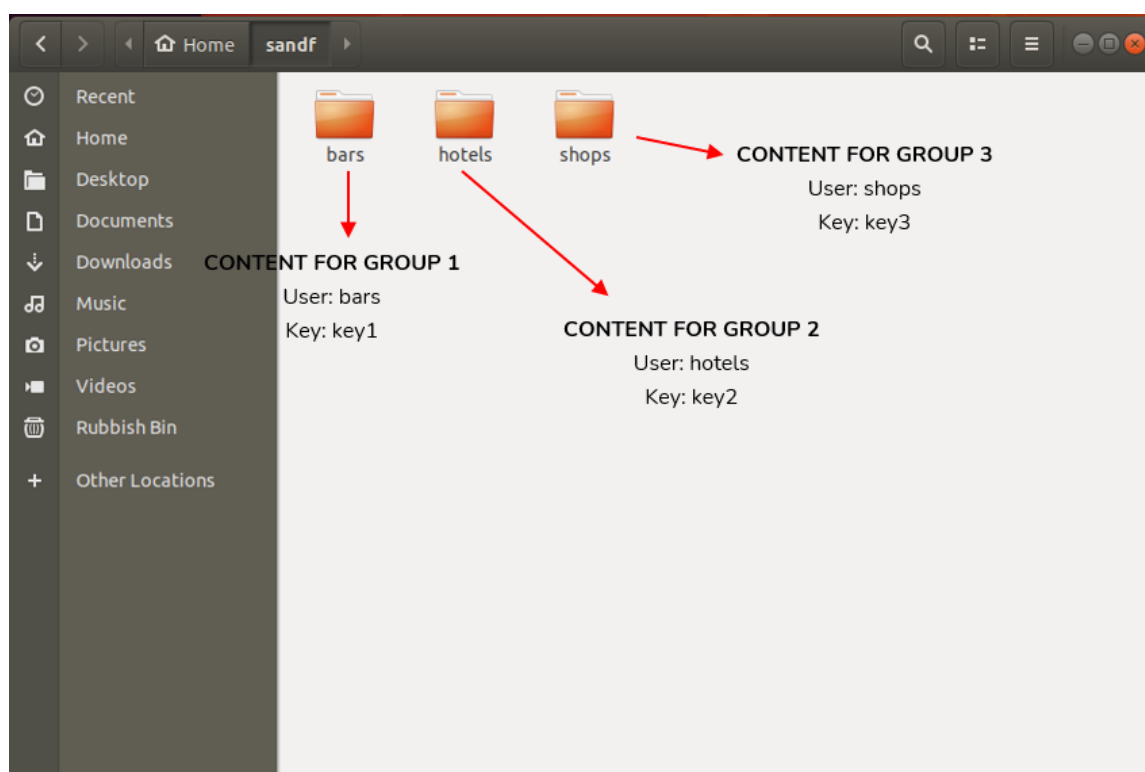 Home sandf
Recent
Home
Desktop
Documents
Downloads
Music
Pictures
Videos
Rubbish Bin
+ Other Locations
bars hotels shops
CONTENT FOR GROUP 3
User: shops
Key: key3
CONTENT FOR GROUP 1
User: bars
Key: key1
CONTENT FOR GROUP 2
User: hotels
Key: key2